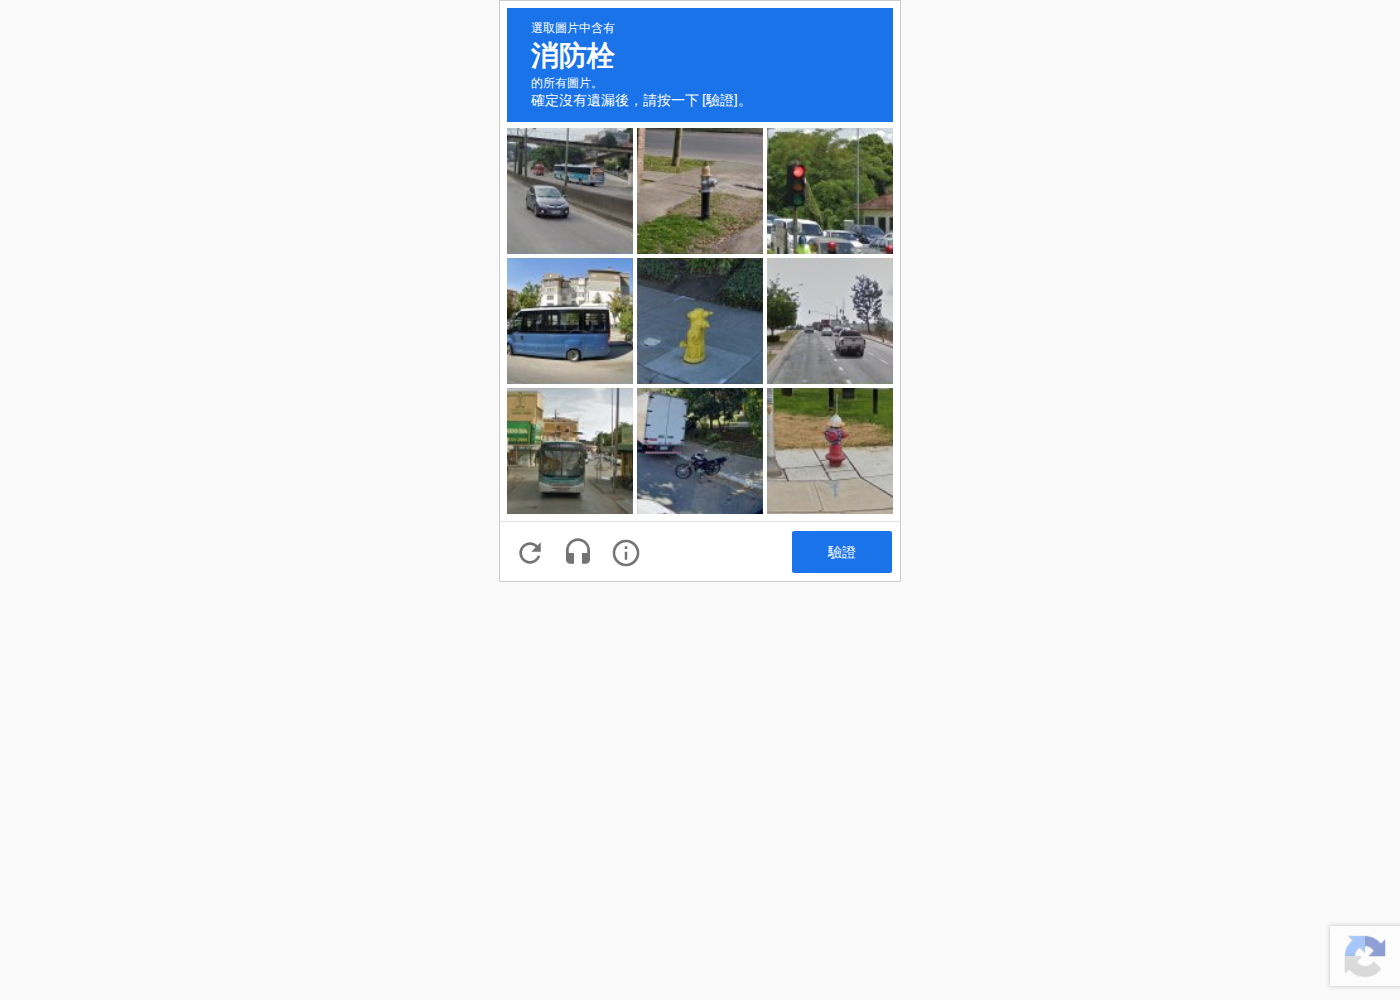 選取圖片中含有
消防栓
的所有圖片。
確定沒有遺漏後，請按一下 [驗證]。
驗證